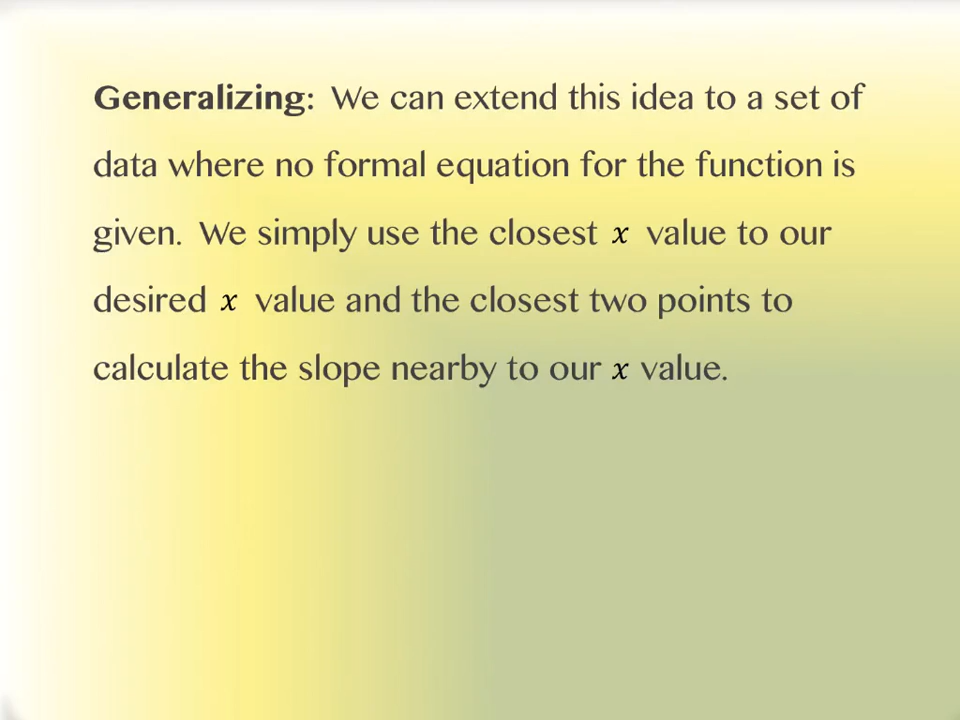 Generalizing: We can extend this idea to a set of
data where no formal equation for the function is
given. We simply use the closest x value to our
desired x value and the closest two points to
calculate the slope nearby to our x value.